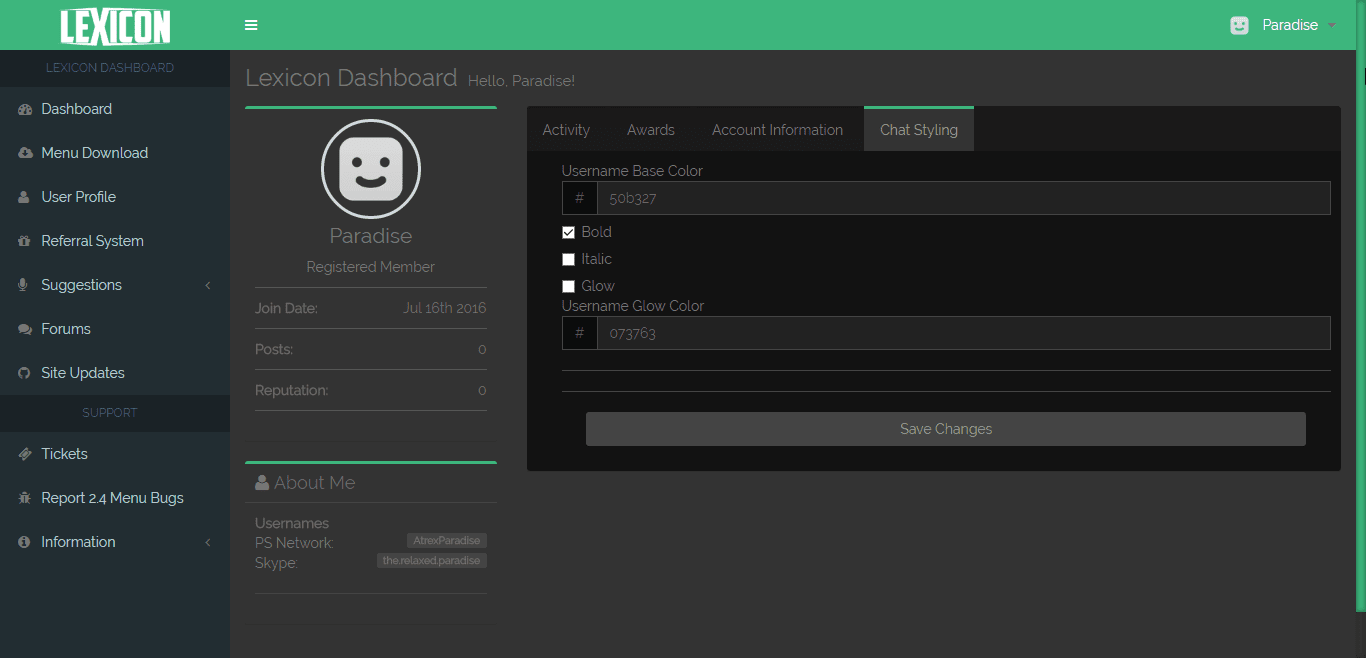 LEXICON
Paradise
LEXICON DASHBOARD
Dashboard
Menu Download
User Profile
Referral System
Suggestions
Forums
Site Updates
SUPPORT
Tickets
Report 2.4 Menu Bugs
Information
Lexicon Dashboard Hello, Paradise!
Paradise
Registered Member
Join Date: Jul 16th 2016
Posts: 0
Reputation: 0
About Me
Usernames
PS Network: AtrexParadise
Skype: the.relaxed.paradise
Activity Awards Account Information Chat Styling
Username Base Color
# 50b327
Bold
Italic
Glow
Username Glow Color
# 073763
Save Changes